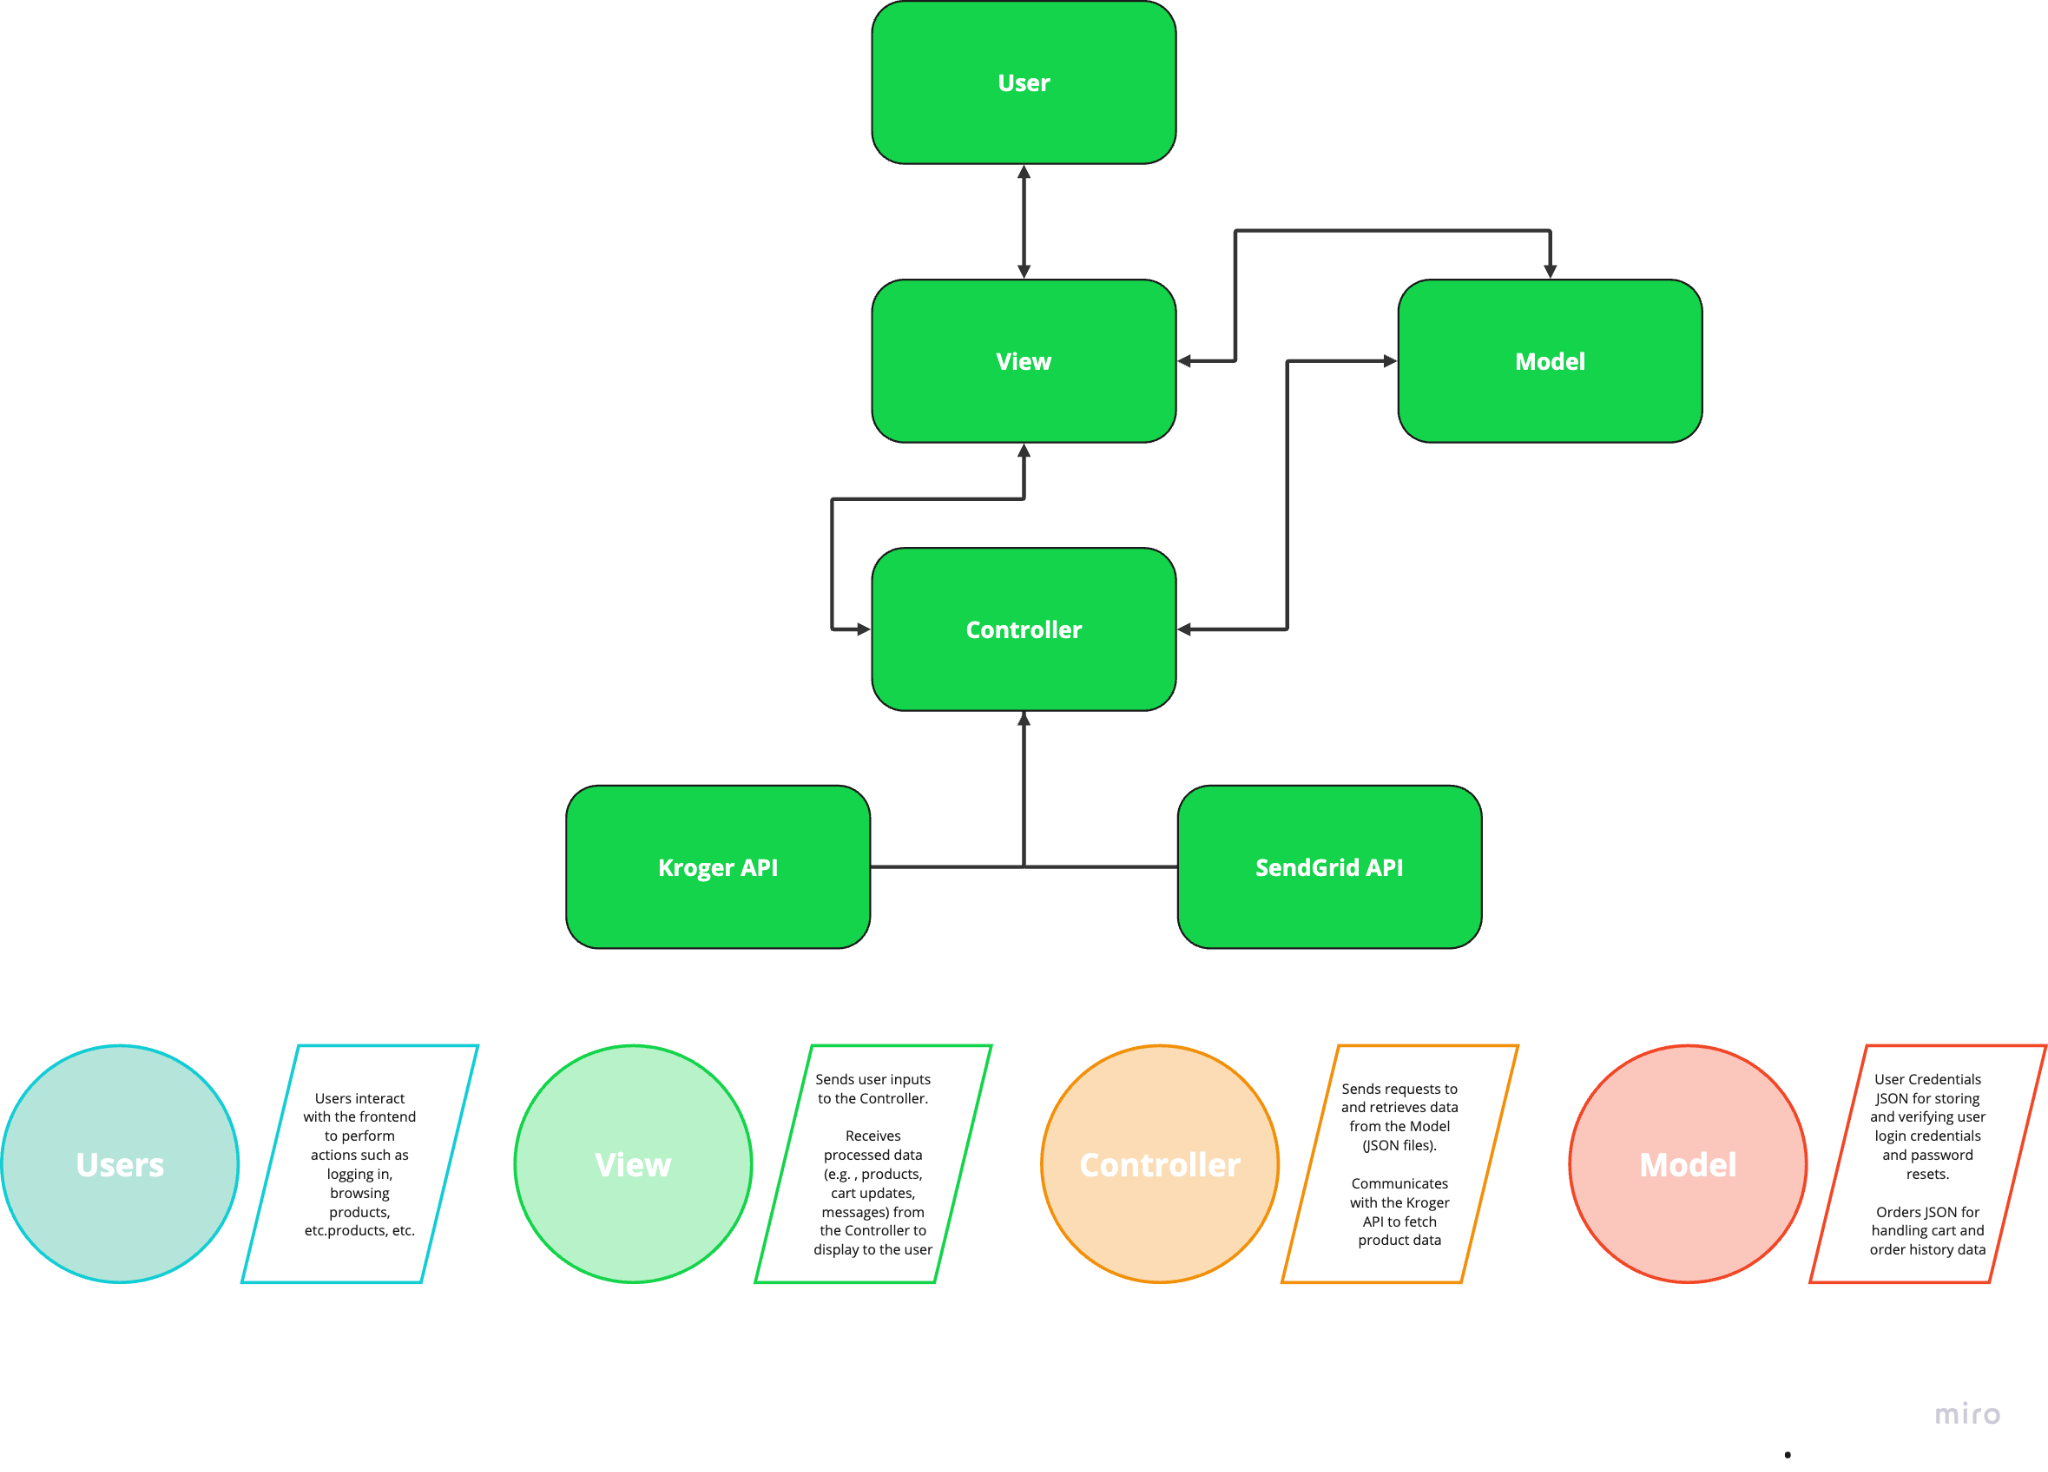 User
View
Model
Controller
Kroger API
SendGrid API
Users
Users interact
with the frontend
to perform
actions such as
logging in,
browsing
products,
etc.products, etc.
View
Sends user inputs
to the Controller.
Receives
processed data
(e.g. , products,
cart updates,
messages) from
the Controller to
display to the user
Controller
Sends requests to
and retrieves data
from the Model
(JSON files).
Communicates
with the Kroger
API to fetch
product data
Model
User Credentials
JSON for storing
and verifying user
login credentials
and password
resets.
Orders JSON for
handling cart and
order history data
miro